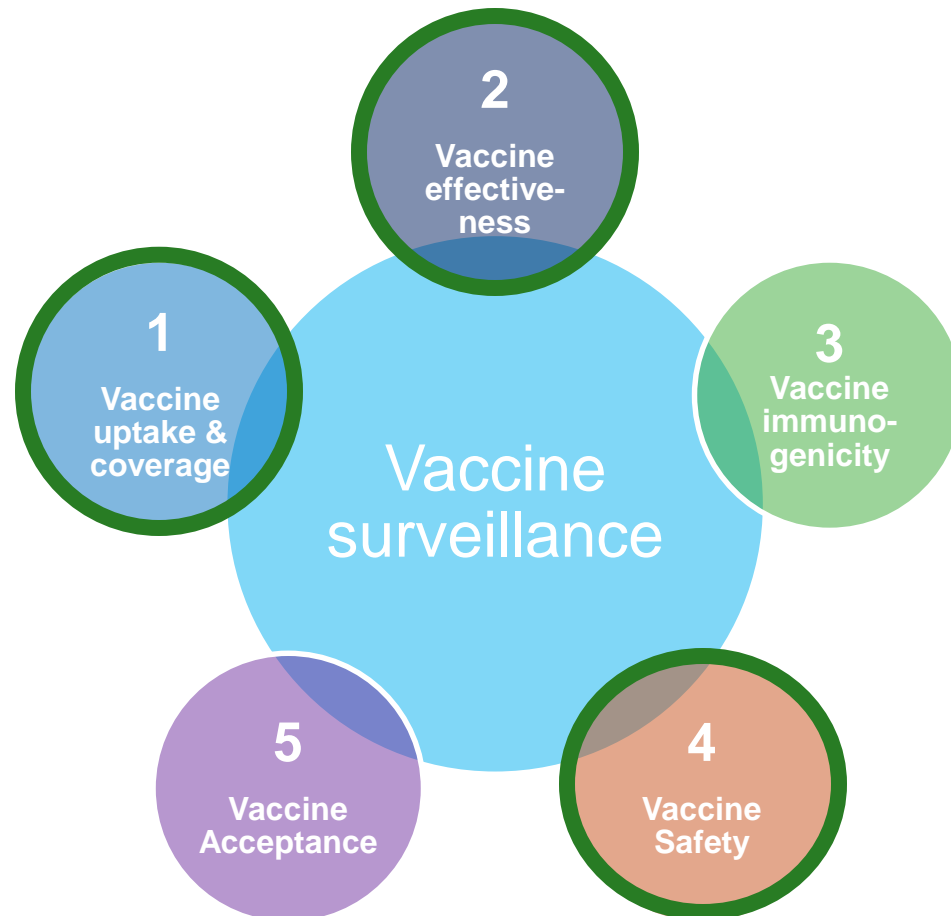 2
Vaccine
effective-
ness
1
Vaccine
uptake &
coverage
3
Vaccine
immuno-
genicity
Vaccine
surveillance
5
Vaccine
Acceptance
4
Vaccine
Safety